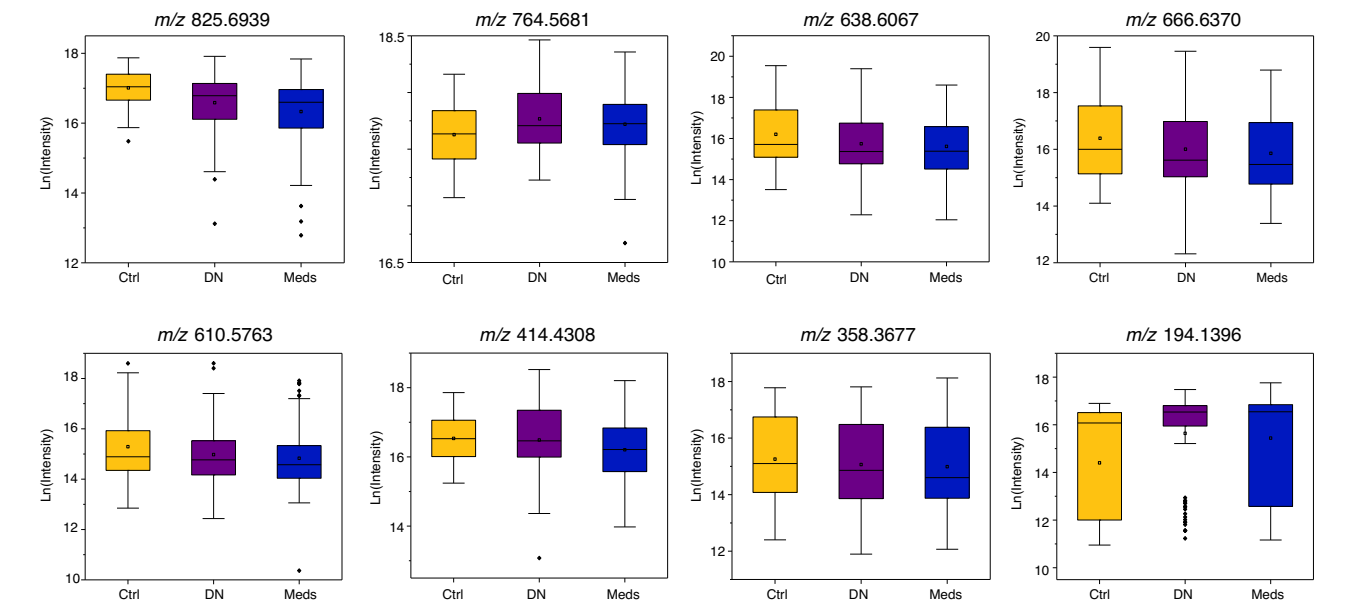 m/z 825.6939
Ln(Intensity)
18
16
14
12
Ctrl DN Meds
m/z 764.5681
Ln(Intensity)
18.5
16.5
Ctrl DN Meds
m/z 638.6067
Ln(Intensity)
20
18
16
14
12
10
Ctrl DN Meds
m/z 666.6370
Ln(Intensity)
20
18
16
14
12
Ctrl DN Meds
m/z 610.5763
Ln(Intensity)
18
16
14
12
10
Ctrl DN Meds
m/z 414.4308
Ln(Intensity)
18
16
14
Ctrl DN Meds
m/z 358.3677
Ln(Intensity)
18
16
14
12
Ctrl DN Meds
m/z 194.1396
Ln(Intensity)
18
16
14
12
10
Ctrl DN Meds